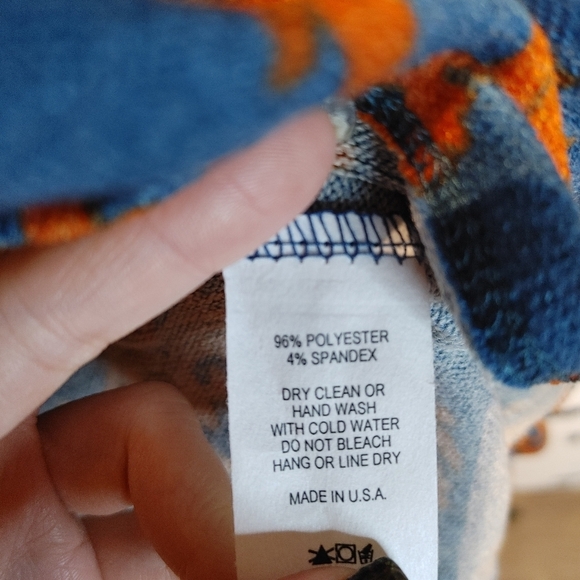 96% POLYESTER
4% SPANDEX
DRY CLEAN OR
HAND WASH
WITH COLD WATER
DO NOT BLEACH
HANG OR LINE DRY
MADE IN U.S.A.